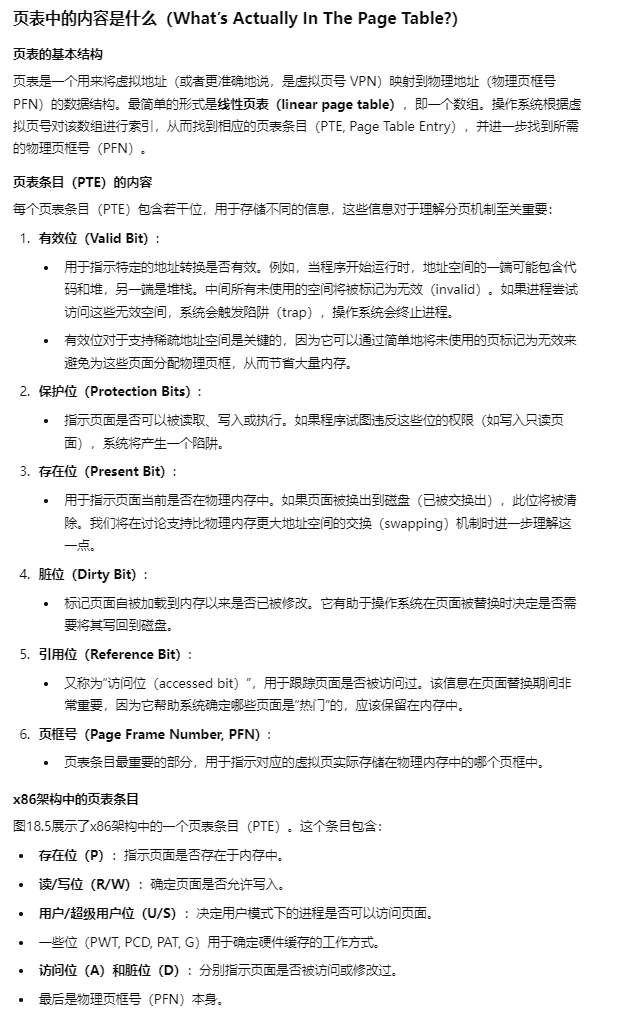 页表中的内容是什么（What’s Actually In The Page Table?）
页表的基本结构
页表是一个用来将虚拟地址（或者更准确地说，是虚拟页号 VPN）映射到物理地址（物理页框号
PFN）的数据结构。最简单的形式是线性页表（linear page table），即一个数组。操作系统根据虚
拟页号对该数组进行索引，从而找到相应的页表条目（PTE, Page Table Entry），并进一步找到所需
的物理页框号（PFN）。
页表条目（PTE）的内容
每个页表条目（PTE）包含若干位，用于存储不同的信息，这些信息对于理解分页机制至关重要：
1. 有效位（Valid Bit）：
• 用于指示特定的地址转换是否有效。例如，当程序开始运行时，地址空间的一端可能包含代
码和堆，另一端是堆栈。中间所有未使用的空间将被标记为无效（invalid）。如果进程尝试
访问这些无效空间，系统会触发陷阱（trap），操作系统会终止进程。
• 有效位对于支持稀疏地址空间是关键的，因为它可以通过简单地将未使用的页标记为无效来
避免为这些页面分配物理页框，从而节省大量内存。
2. 保护位（Protection Bits）：
• 指示页面是否可以被读取、写入或执行。如果程序试图违反这些位的权限（如写入只读页
面），系统将产生一个陷阱。
3. 存在位（Present Bit）：
• 用于指示页面当前是否在物理内存中。如果页面被换出到磁盘（已被交换出），此位将被清
除。我们将在讨论支持比物理内存更大地址空间的交换（swapping）机制时进一步理解这
一点。
4. 脏位（Dirty Bit）：
• 标记页面自被加载到内存以来是否已被修改。它有助于操作系统在页面被替换时决定是否需
要将其写回到磁盘。
5. 引用位（Reference Bit）：
• 又称为“访问位（accessed bit）”，用于跟踪页面是否被访问过。该信息在页面替换期间非
常重要，因为它帮助系统确定哪些页面是“热门”的，应该保留在内存中。
6. 页框号（Page Frame Number, PFN）：
• 页表条目最重要的部分，用于指示对应的虚拟页实际存储在物理内存中的哪个页框中。
x86架构中的页表条目
图18.5展示了x86架构中的一个页表条目（PTE）。这个条目包含：
• 存在位（P）：指示页面是否存在于内存中。
• 读/写位（R/W）：确定页面是否允许写入。
• 用户/超级用户位（U/S）：决定用户模式下的进程是否可以访问页面。
• 一些位（PWT, PCD, PAT, G）用于确定硬件缓存的工作方式。
• 访问位（A）和脏位（D）：分别指示页面是否被访问或修改过。
• 最后是物理页框号（PFN）本身。